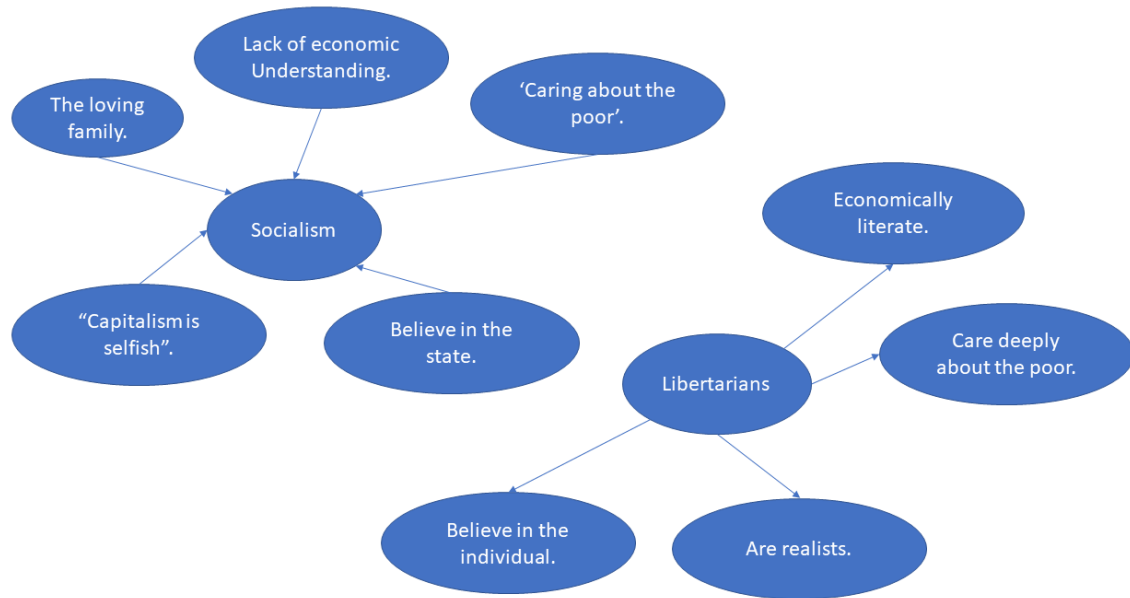 Lack of economic
Understanding.
The loving
family.
‘Caring about the
poor’.
Socialism
“Capitalism is
selfish”.
Believe in the
state.
Economically
literate.
Care deeply
about the poor.
Libertarians
Believe in the
individual.
Are realists.